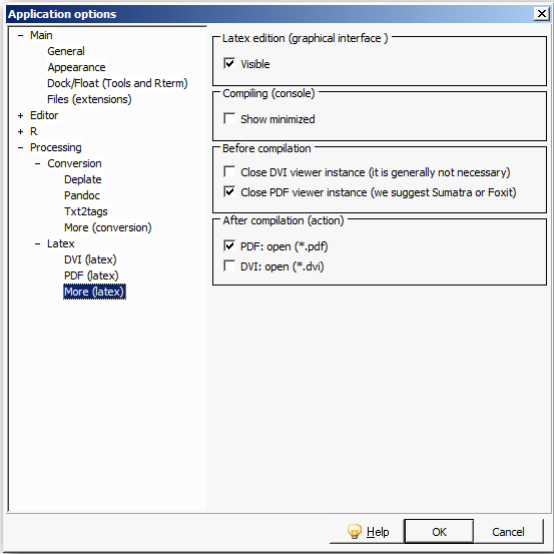 Application options
Main
General
Appearance
Dock/Float (Tools and Rterm)
Files (extensions)
Editor
R
Processing
Conversion
Deplate
Pandoc
Txt2tags
More (conversion)
Latex
DVI (latex)
PDF (latex)
More (latex)
Latex edition (graphical interface )
Visible
Compiling (console)
Show minimized
Before compilation
Close DVI viewer instance (it is generally not necessary)
Close PDF viewer instance (we suggest Sumatra or Foxit)
After compilation (action)
PDF: open (*.pdf)
DVI: open (*.dvi)
Help OK Cancel